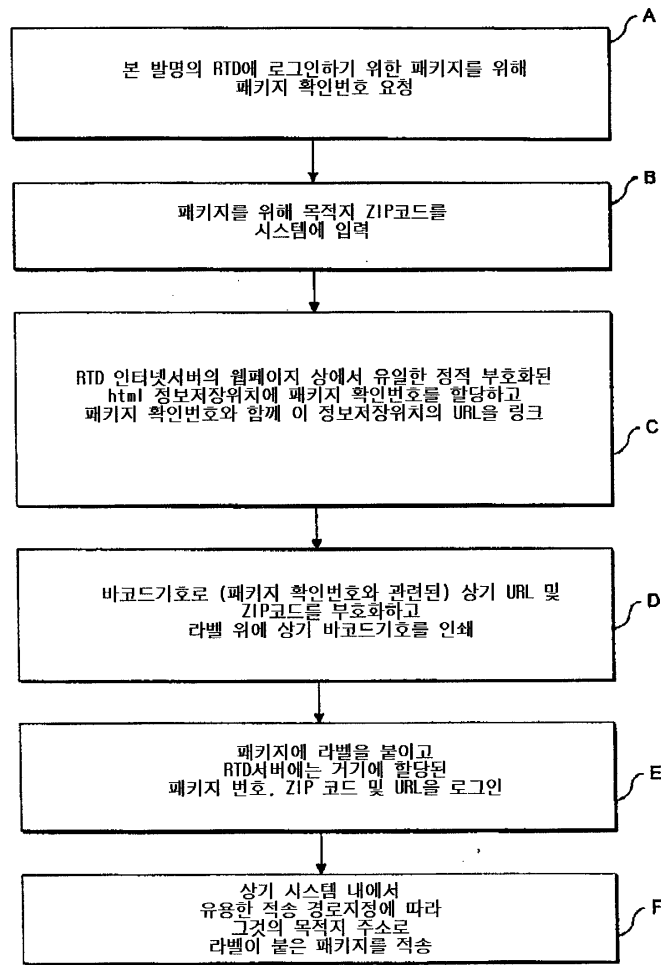 A
본 발명의 RTD에 로그인하기 위한 패키지를 위해
패키지 확인번호 요청
B
패키지를 위해 목적지 ZIP코드를
시스템에 입력
RTD 인터넷서버의 웹페이지 상에서 유일한 정적 부호화된
html 정보저장위치에 패키지 확인번호를 할당하고
패키지 확인번호와 함께 이 정보저장위치의 URL을 링크
C
바코드기호로 (패키지 확인번호와 관련된) 상기 URL 및
ZIP코드를 부호화하고
라벨 위에 상기 바코드기호를 인쇄
D
패키지에 라벨을 붙이고
RTD서버에는 거기에 할당된
패키지 번호, ZIP 코드 및 URL을 로그인
E
상기 시스템 내에서
유용한 적송 경로지정에 따라
그것의 목적지 주소로
라벨이 붙은 패키지를 적송
F